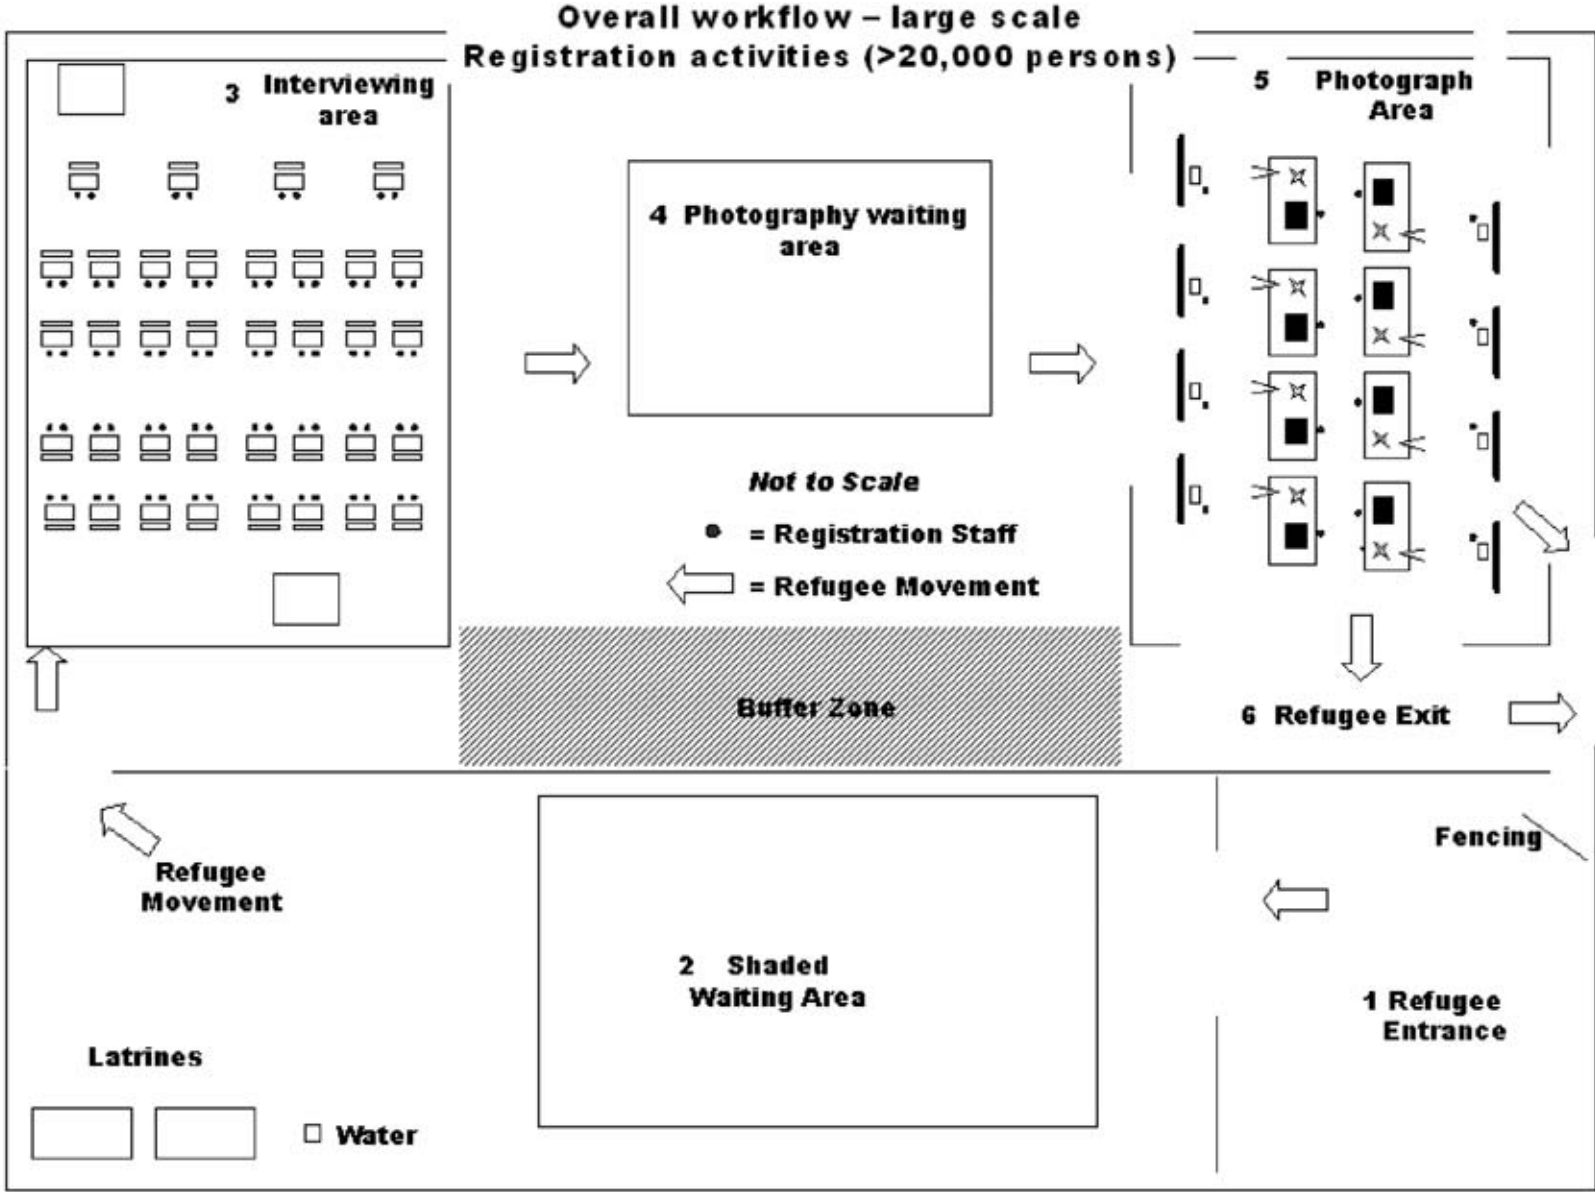 Overall workflow – large scale
Registration activities (>20,000 persons)
3 Interviewing
area
5 Photograph
Area
4 Photography waiting
area
Not to Scale
= Registration Staff
= Refugee Movement
Buffer Zone
6 Refugee Exit
Fencing
Refugee
Movement
2 Shaded
Waiting Area
1 Refugee
Entrance
Latrines
Water